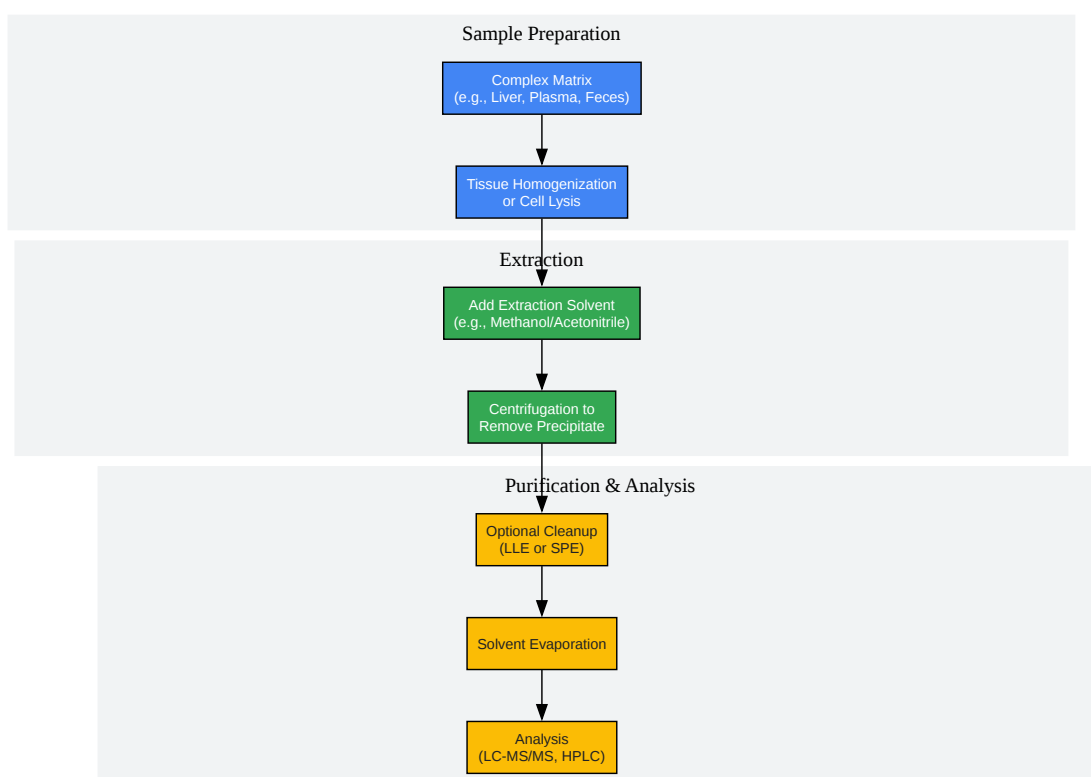 Sample Preparation
Complex Matrix
(e.g., Liver, Plasma, Feces)
Tissue Homogenization
or Cell Lysis
Extraction
Add Extraction Solvent
(e.g., Methanol/Acetonitrile)
Centrifugation to
Remove Precipitate
Purification & Analysis
Optional Cleanup
(LLE or SPE)
Solvent Evaporation
Analysis
(LC-MS/MS, HPLC)